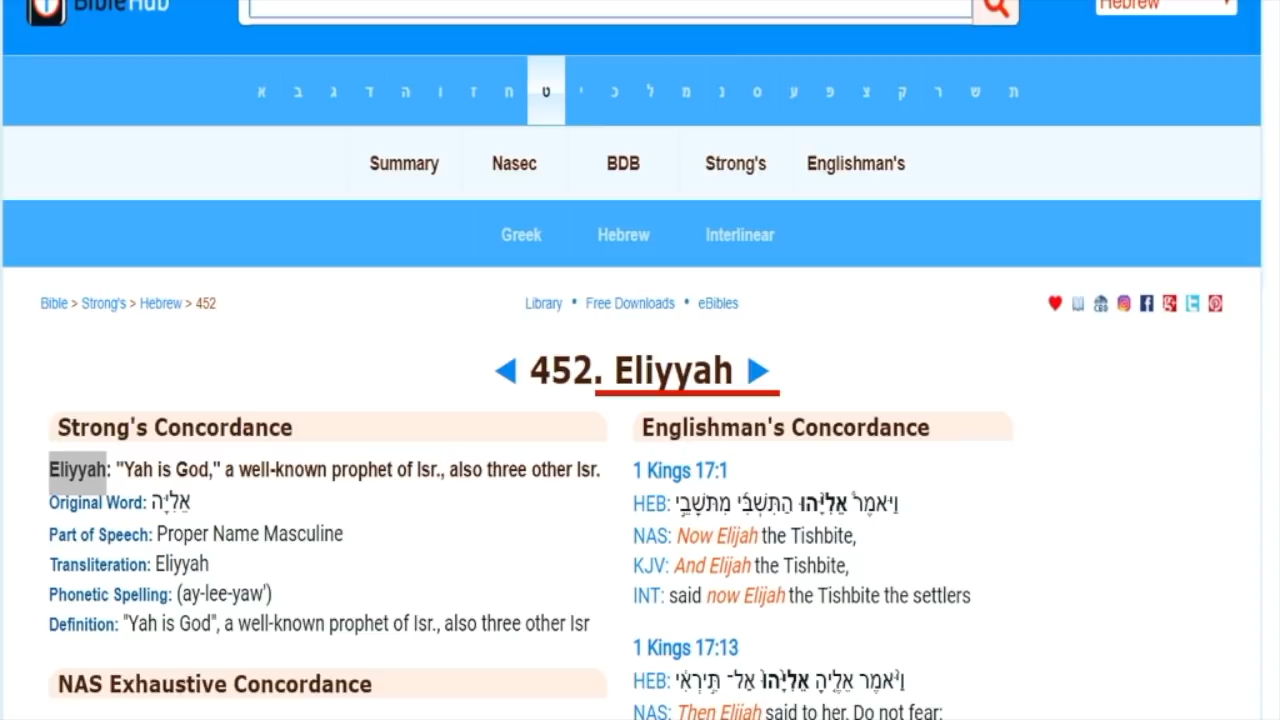 BibleHub
Hebrew
א ב ג ד ה ו ז ח ט י כ ל מ נ ס ע פ צ ק ר ש ת
Summary Nasec BDB Strong's Englishman's
Greek Hebrew Interlinear
Bible > Strong's > Hebrew > 452
Library • Free Downloads • eBibles
◄ 452. Eliyyah ►
Strong's Concordance
Eliyyah: "Yah is God," a well-known prophet of Isr., also three other Isr.
Original Word: אֵלִיָּה
Part of Speech: Proper Name Masculine
Transliteration: Eliyyah
Phonetic Spelling: (ay-lee-yaw')
Definition: "Yah is God", a well-known prophet of Isr., also three other Isr
NAS Exhaustive Concordance
Englishman's Concordance
1 Kings 17:1
HEB: וַיֹּאמֶר֩ אֵלִיָּ֨הוּ הַתִּשְׁבִּ֜י מִתֹּשָׁבֵ֣י
NAS: Now Elijah the Tishbite,
KJV: And Elijah the Tishbite,
INT: said now Elijah the Tishbite the settlers
1 Kings 17:13
HEB: וַיֹּ֨אמֶר אֵלֶ֤יהָ אֵלִיָּ֙הוּ֙ אַל־ תִּ֣ירְאִ֔י
NAS: Then Elijah said to her, Do not fear;